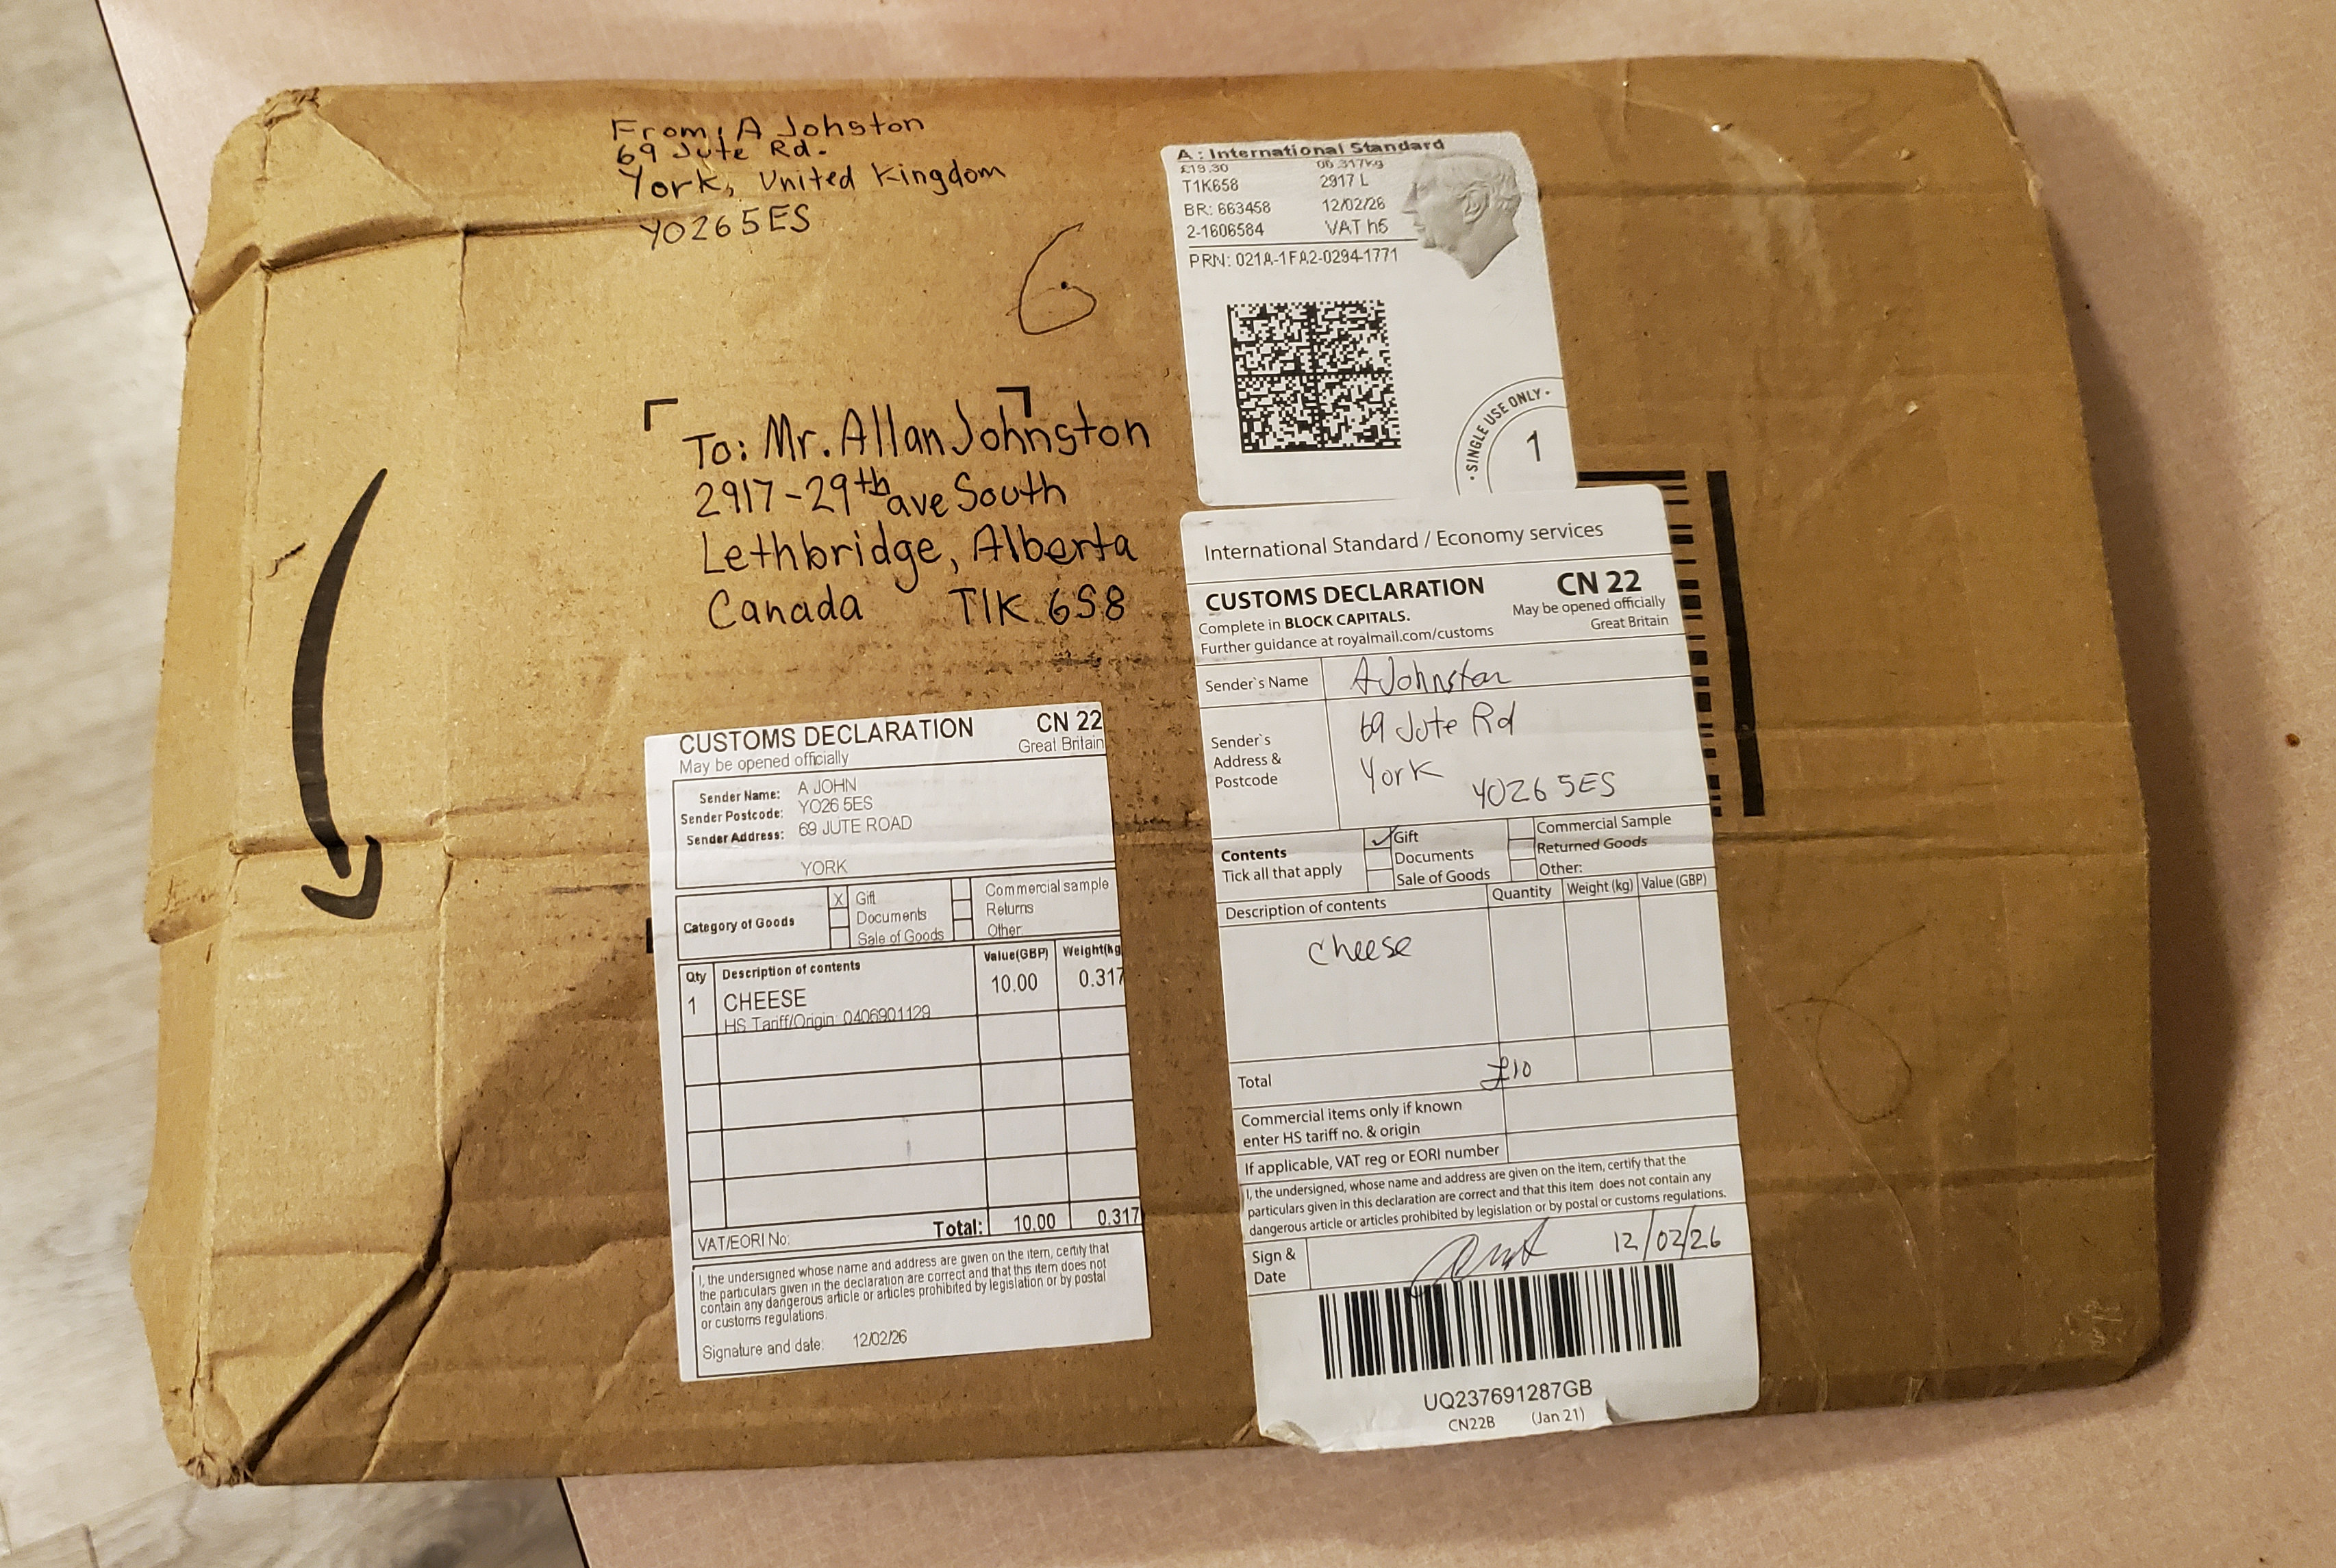 From: A Johston
69 Jute Rd.
York, United Kingdom
YO26 5ES
6
To: Mr. Allan Johnston
2917-29th ave South
Lethbridge, Alberta
Canada T1K 6S8
A : International Standard
£19.30 00.317kg
T1K658 2917 L
BR: 663458 12/02/26
2-1606584 VAT h5
PRN: 021A-1FA2-0294-1771
· SINGLE USE ONLY ·
1
CUSTOMS DECLARATION CN 22
May be opened officially Great Britain
Sender Name: A JOHN
Sender Postcode: YO26 5ES
Sender Address: 69 JUTE ROAD
YORK
Category of Goods X Gift Commercial sample
Documents Returns
Sale of Goods Other
Qty Description of contents Value(GBP) Weight(kg
1 CHEESE 10.00 0.317
HS Tariff/Origin 0406901129
VAT/EORI No: Total: 10.00 0.317
I, the undersigned whose name and address are given on the item, certify that
the particulars given in the declaration are correct and that this item does not
contain any dangerous article or articles prohibited by legislation or by postal
or customs regulations.
Signature and date: 12/02/26
International Standard / Economy services
CUSTOMS DECLARATION CN 22
Complete in BLOCK CAPITALS. May be opened officially
Further guidance at royalmail.com/customs Great Britain
Sender`s Name A Johnston
Sender`s Address & Postcode 69 Jute Rd
York
YO26 5ES
Contents Gift Commercial Sample
Tick all that apply Documents Returned Goods
Sale of Goods Other:
Description of contents Quantity Weight (kg) Value (GBP)
Cheese
Total £10
Commercial items only if known
enter HS tariff no. & origin
If applicable, VAT reg or EORI number
I, the undersigned, whose name and address are given on the item, certify that the
particulars given in this declaration are correct and that this item does not contain any
dangerous article or articles prohibited by legislation or by postal or customs regulations.
Sign & Date 12/02/26
UQ237691287GB
CN22B (Jan 21)